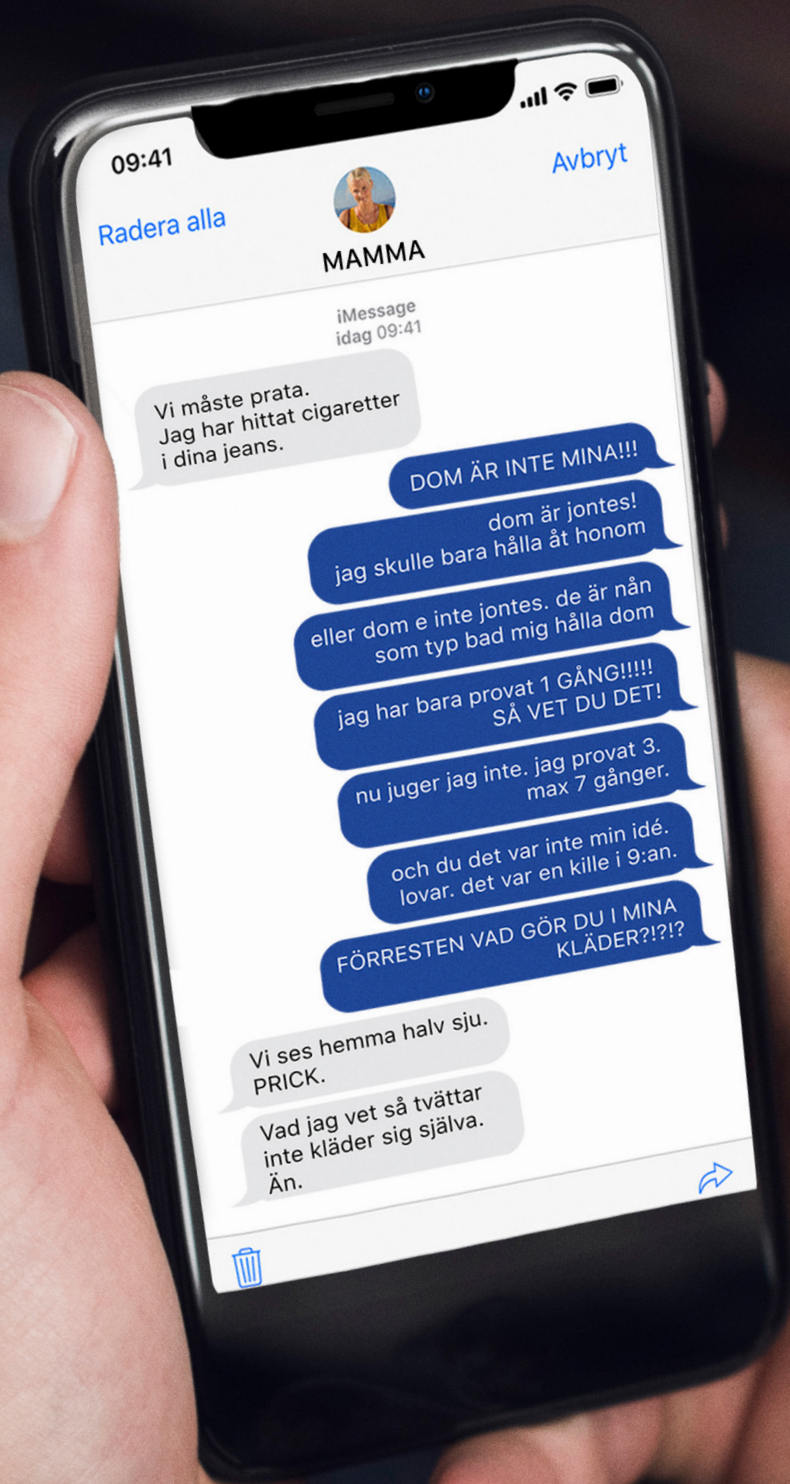 09:41
Radera alla
Avbryt
MAMMA
iMessage
idag 09:41
Vi måste prata.
Jag har hittat cigaretter
i dina jeans.
DOM ÄR INTE MINA!!!
dom är jontes!
jag skulle bara hålla åt honom
eller dom e inte jontes. de är nån
som typ bad mig hålla dom
jag har bara provat 1 GÅNG!!!!!
SÅ VET DU DET!
nu juger jag inte. jag provat 3.
max 7 gånger.
och du det var inte min idé.
lovar. det var en kille i 9:an.
FÖRRESTEN VAD GÖR DU I MINA
KLÄDER?!?!?
Vi ses hemma halv sju.
PRICK.
Vad jag vet så tvättar
inte kläder sig själva.
Än.